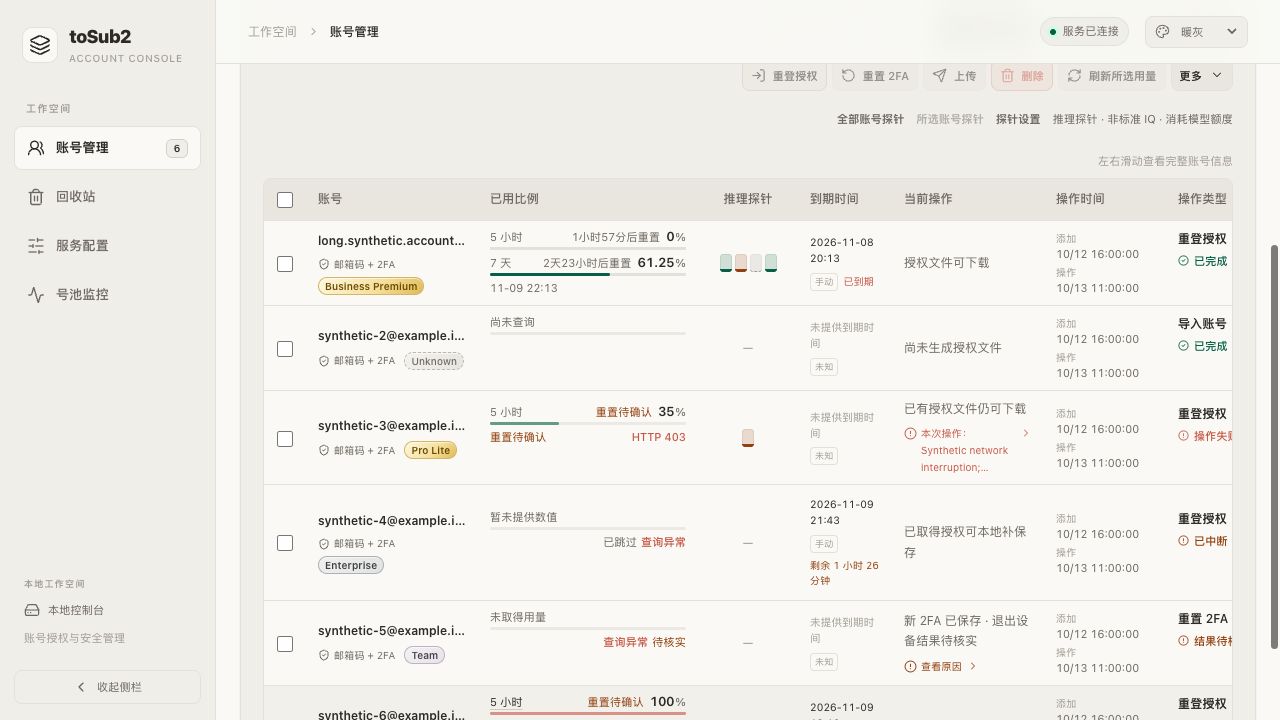 toSub2
ACCOUNT CONSOLE
工作空间
账号管理
6
回收站
服务配置
号池监控
本地工作空间
本地控制台
账号授权与安全管理
收起侧栏
工作空间
账号管理
服务已连接
暖灰
重登授权
重置 2FA
上传
删除
刷新所选用量
更多
全部账号探针
所选账号探针
探针设置
推理探针 · 非标准 IQ · 消耗模型额度
左右滑动查看完整账号信息
账号
已用比例
推理探针
到期时间
当前操作
操作时间
操作类型
long.synthetic.account...
邮箱码 + 2FA
Business Premium
5 小时
1小时57分后重置 0%
7 天
2天23小时后重置 61.25%
11-09 22:13
2026-11-08
20:13
手动
已到期
授权文件可下载
添加
10/12 16:00:00
操作
10/13 11:00:00
重登授权
已完成
synthetic-2@example.i...
邮箱码 + 2FA
Unknown
尚未查询
—
未提供到期时
间
未知
尚未生成授权文件
添加
10/12 16:00:00
操作
10/13 11:00:00
导入账号
已完成
synthetic-3@example.i...
邮箱码 + 2FA
Pro Lite
5 小时
重置待确认 35%
重置待确认
HTTP 403
未提供到期时
间
未知
已有授权文件仍可下载
本次操作：
Synthetic network
interruption;...
添加
10/12 16:00:00
操作
10/13 11:00:00
重登授权
操作失败
synthetic-4@example.i...
邮箱码 + 2FA
Enterprise
暂未提供数值
已跳过 查询异常
—
2026-11-09
21:43
手动
剩余 1 小时 26
分钟
已取得授权可本地补保
存
添加
10/12 16:00:00
操作
10/13 11:00:00
重登授权
已中断
synthetic-5@example.i...
邮箱码 + 2FA
Team
未取得用量
查询异常 待核实
—
未提供到期时
间
未知
新 2FA 已保存 · 退出设
备结果待核实
查看原因
添加
10/12 16:00:00
操作
10/13 11:00:00
重置 2FA
结果待
synthetic-6@example.i...
5 小时
重置待确认 100%
2026-11-09
添加
10/12 16:00:00
重登授权